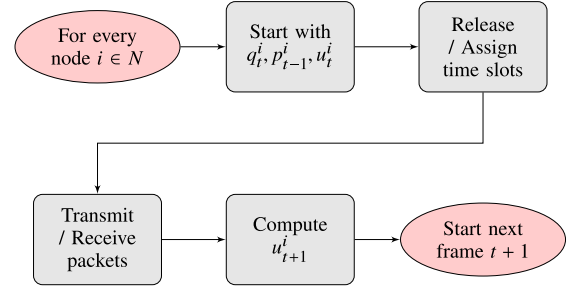 For every
node i ∈ N
Start with
q_t^i, p_{t−1}^i, u_t^i
Release
/ Assign
time slots
Transmit
/ Receive
packets
Compute
u_{t+1}^i
Start next
frame t + 1